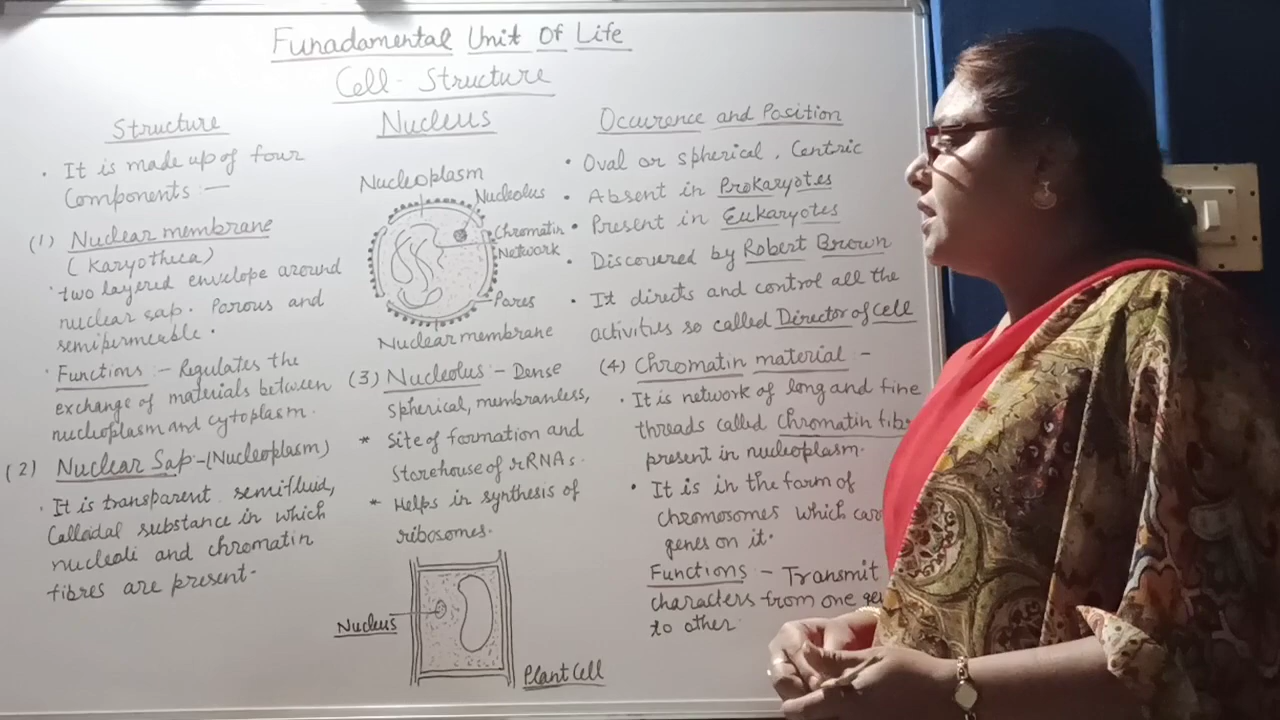 Funadamental Unit Of Life
Cell - Structure
Structure
• It is made up of four
Components :—
(1) Nuclear membrane
(Karyotheca)
• two layered envelope around
nuclear sap. Porous and
semipermeable.
• Functions :- Regulates the
exchange of materials between
nucleoplasm and cytoplasm.
(2) Nuclear Sap -(Nucleoplasm)
• It is transparent semifluid,
Colloidal substance in which
nucleoli and chromatin
fibres are present.
Nucleus
Nucleoplasm
Nucleolus
Chromatin
Network
Pores
Nuclear membrane
(3) Nucleolus :- Dense
spherical, membranless,
* Site of formation and
storehouse of rRNAs.
* Helps in synthesis of
ribosomes.
Nucleus
Plant Cell
Occurence and Position
• Oval or spherical, Centric
• Absent in Prokaryotes
• Present in Eukaryotes
• Discovered by Robert Brown
• It directs and control all the
activities so called Director of cell
(4) Chromatin material :-
• It is network of long and fine
threads called Chromatin
present in nucleoplasm.
• It is in the form of
chromosomes which
genes on it.
Functions - Transmit
characters from one
to other.